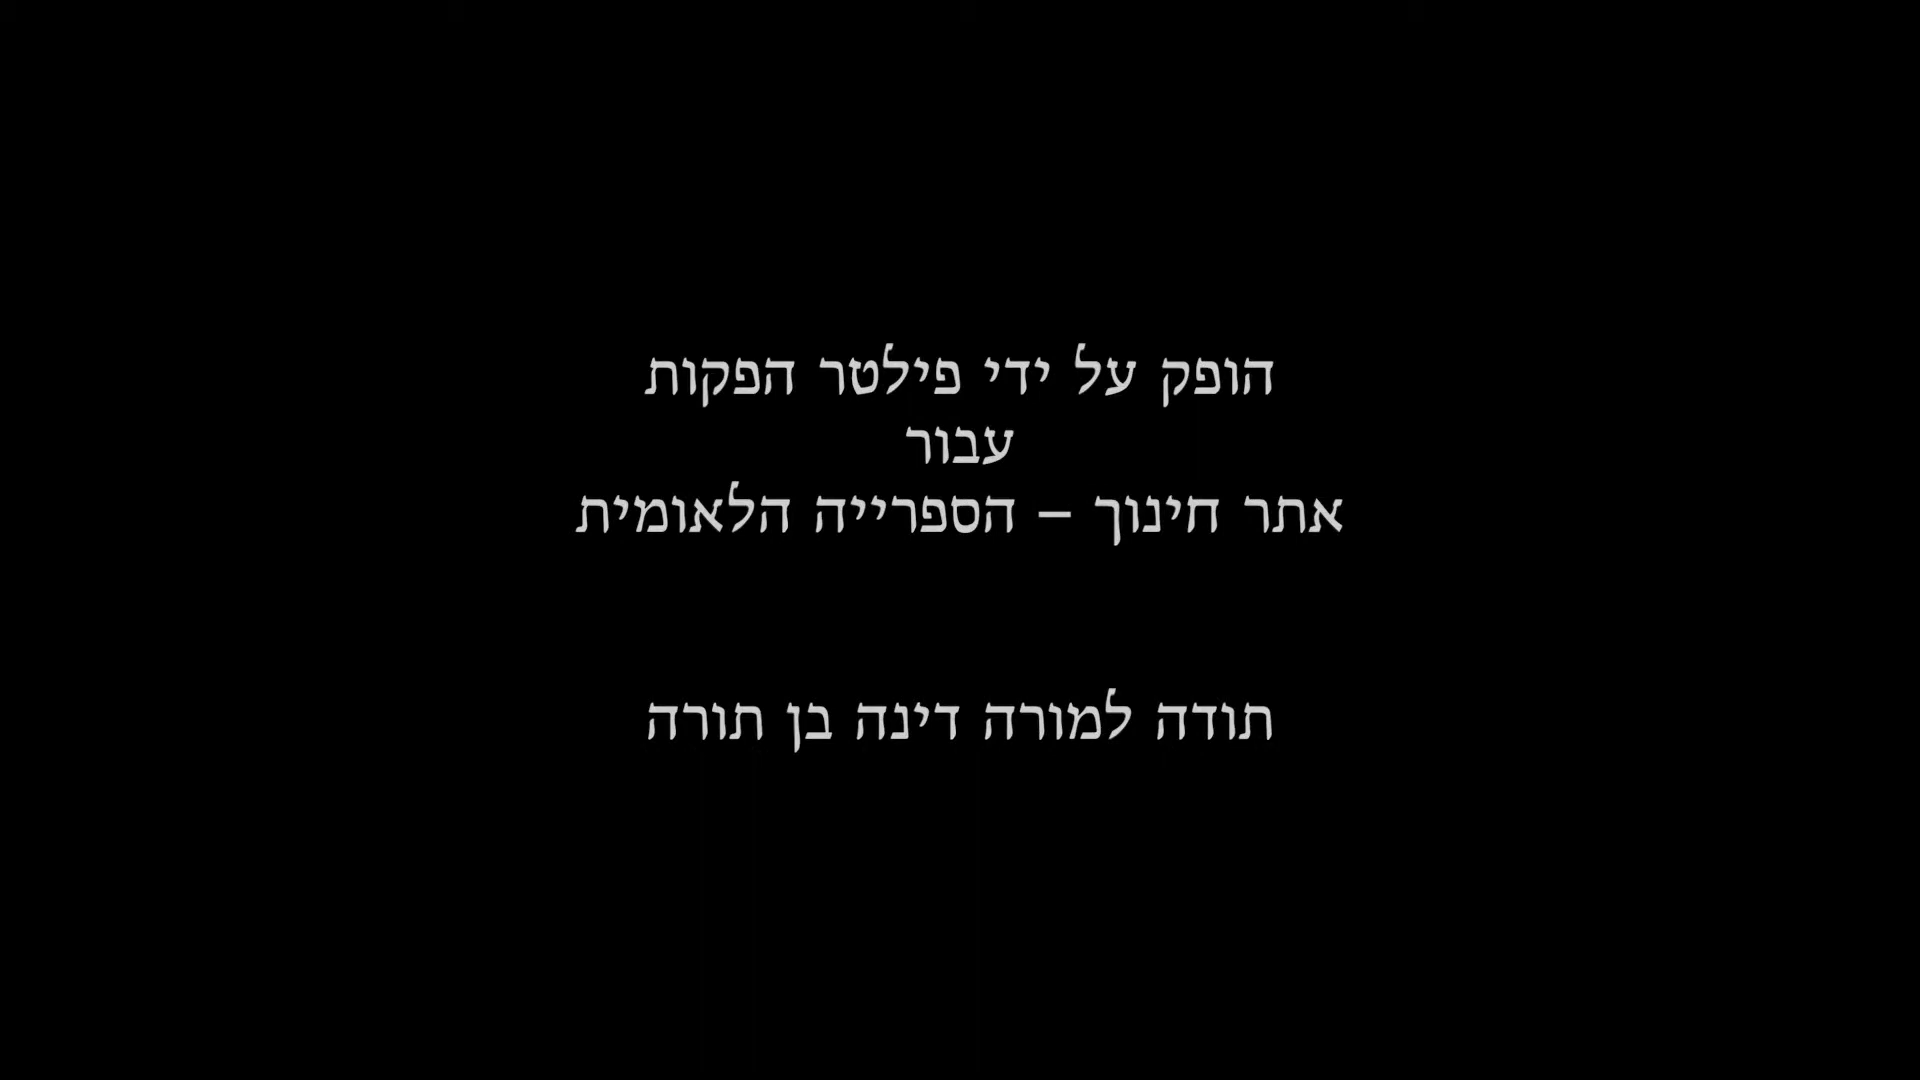 הופק על ידי פילטר הפקות
עבור
אתר חינוך – הספרייה הלאומית
תודה למורה דינה בן תורה